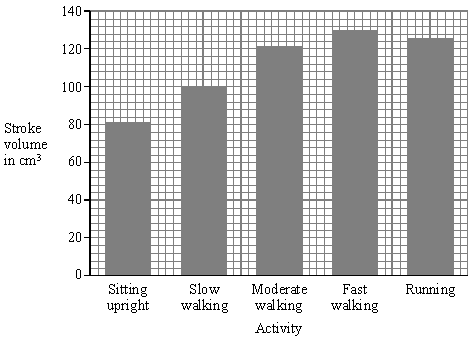 140
120
100
80
60
40
20
0
Stroke
volume
in cm³
Sitting
upright
Slow
walking
Moderate
walking
Fast
walking
Running
Activity